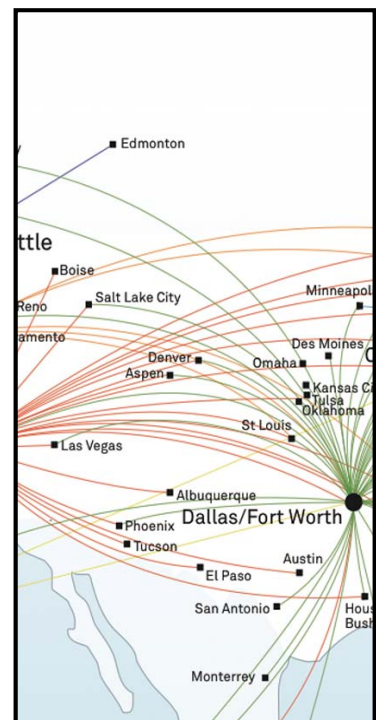 Edmonton
ttle
Boise
Salt Lake City
Reno
amento
Minneapol
Des Moines
Denver
Omaha
Aspen
Kansas Ci
Tulsa
Oklahoma
St Louis
Las Vegas
Albuquerque
Dallas/Fort Worth
Phoenix
Tucson
Austin
El Paso
San Antonio
Hous
Bush
Monterrey